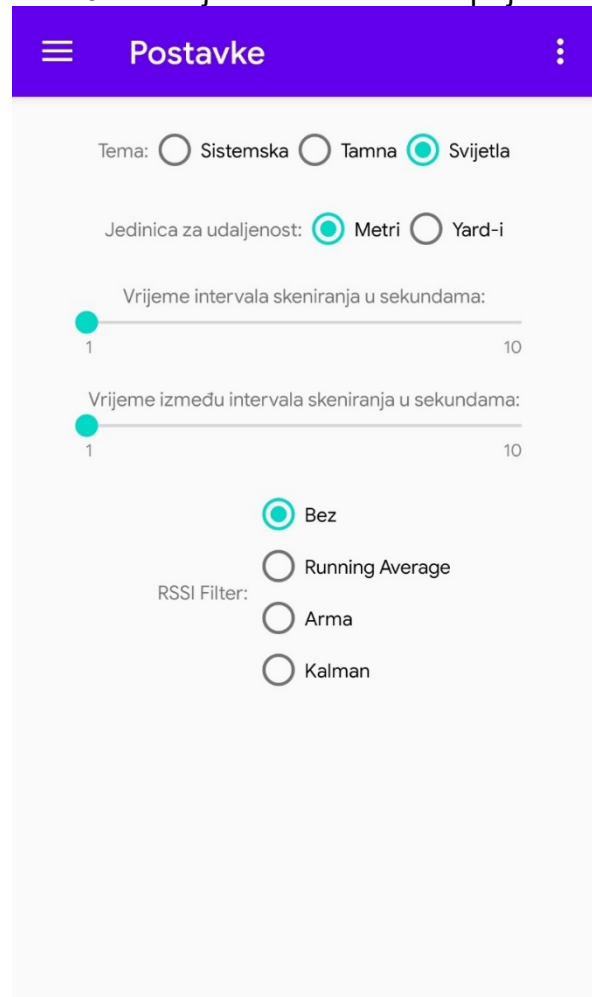 Postavke
Tema: Sistemska Tamna Svijetla
Jedinica za udaljenost: Metri Yard-i
Vrijeme intervala skeniranja u sekundama:
1 10
Vrijeme između intervala skeniranja u sekundama:
1 10
Bez
Running Average
RSSI Filter:
Arma
Kalman